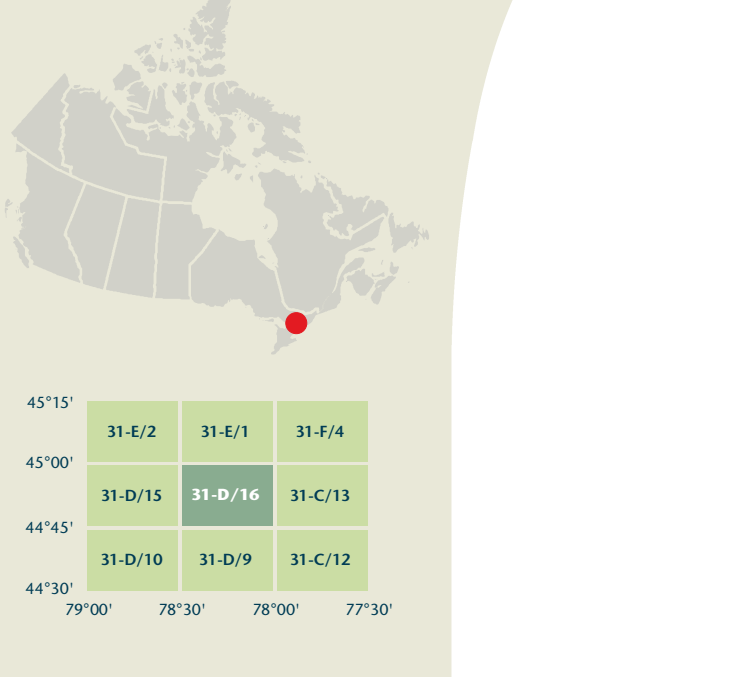 45°15'
31-E/2 31-E/1 31-F/4
45°00'
31-D/15 31-D/16 31-C/13
44°45'
31-D/10 31-D/9 31-C/12
44°30'
79°00' 78°30' 78°00' 77°30'